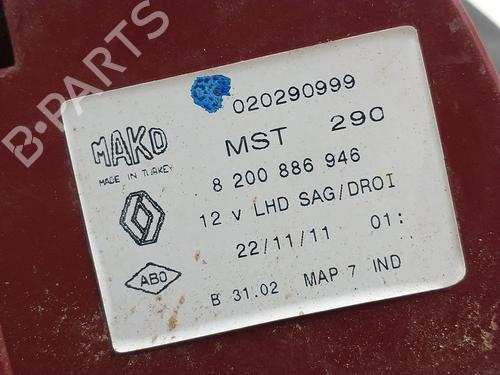 B-PARTS
020290999
MAKO
MST 290
MADE IN TURKEY
8 200 886 946
12 V LHD SAG/DROI
22/11/11 01:
ABO
B 31.02 MAP 7 IND